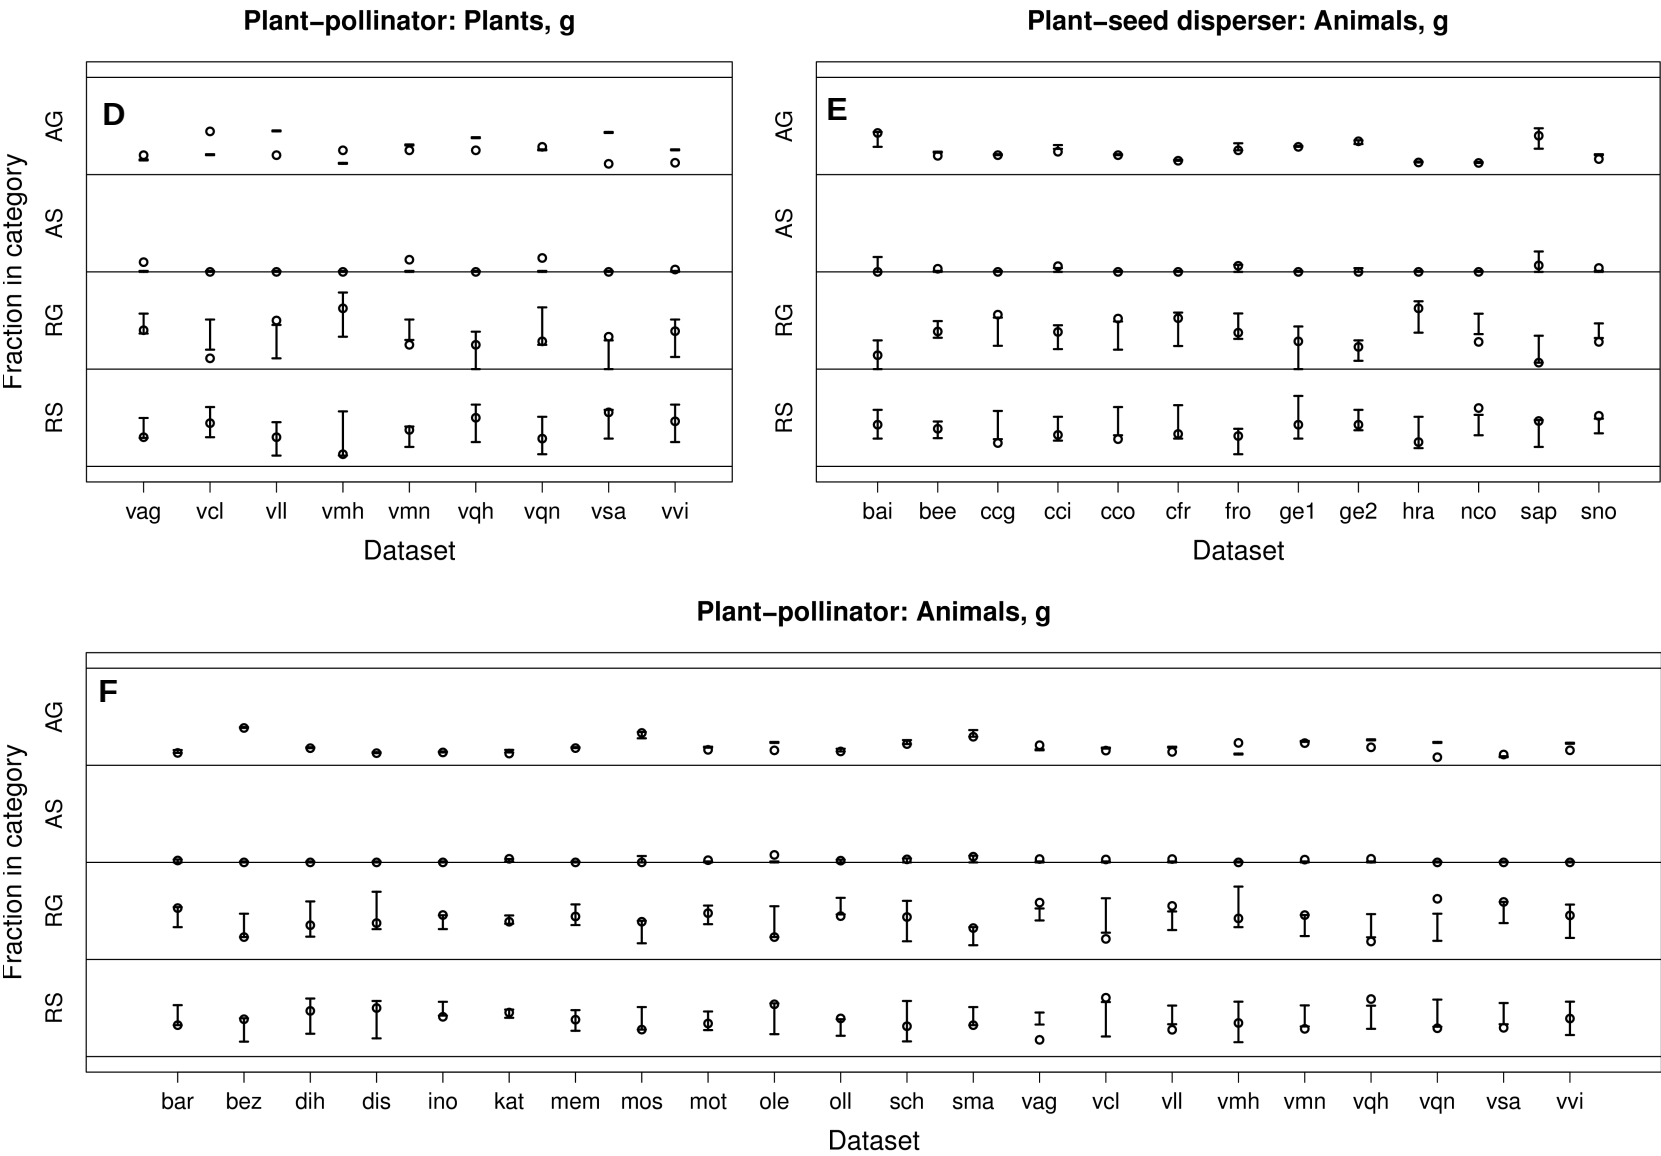 Plant−pollinator: Plants, g
D
Fraction in category
AG
AS
RG
RS
vag vcl vll vmh vmn vqh vqn vsa vvi
Dataset
Plant−seed disperser: Animals, g
E
AG
AS
RG
RS
bai bee ccg cci cco cfr fro ge1 ge2 hra nco sap sno
Dataset
Plant−pollinator: Animals, g
F
Fraction in category
AG
AS
RG
RS
bar bez dih dis ino kat mem mos mot ole oll sch sma vag vcl vll vmh vmn vqh vqn vsa vvi
Dataset